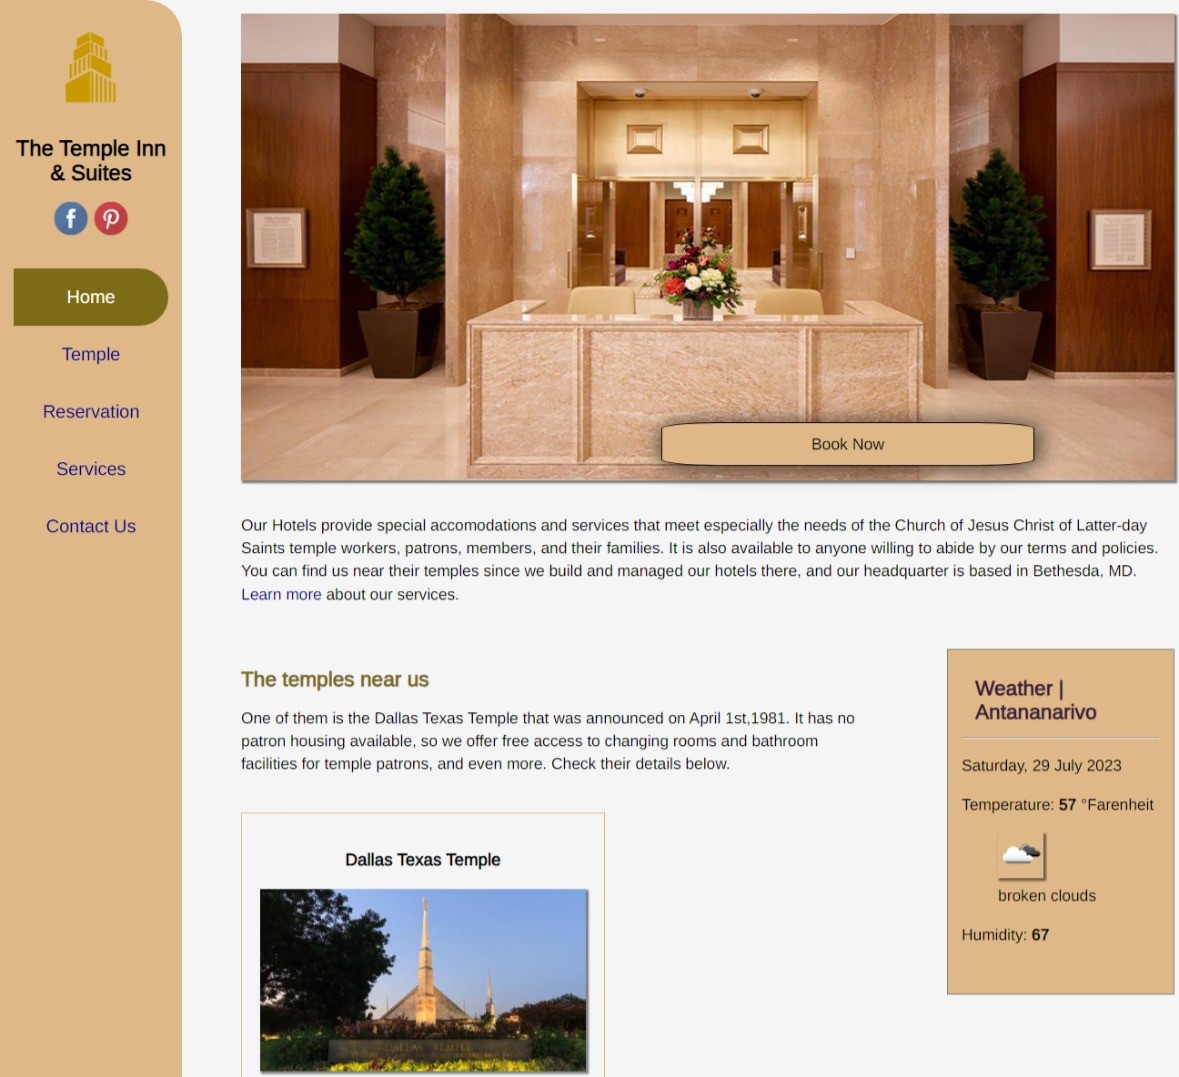 The Temple Inn
& Suites
Home
Temple
Reservation
Services
Contact Us
Book Now
Our Hotels provide special accomodations and services that meet especially the needs of the Church of Jesus Christ of Latter-day
Saints temple workers, patrons, members, and their families. It is also available to anyone willing to abide by our terms and policies.
You can find us near their temples since we build and managed our hotels there, and our headquarter is based in Bethesda, MD.
Learn more about our services.
The temples near us
One of them is the Dallas Texas Temple that was announced on April 1st,1981. It has no
patron housing available, so we offer free access to changing rooms and bathroom
facilities for temple patrons, and even more. Check their details below.
Dallas Texas Temple
DALLAS TEMPLE
Weather |
Antananarivo
Saturday, 29 July 2023
Temperature: 57 °Farenheit
broken clouds
Humidity: 67